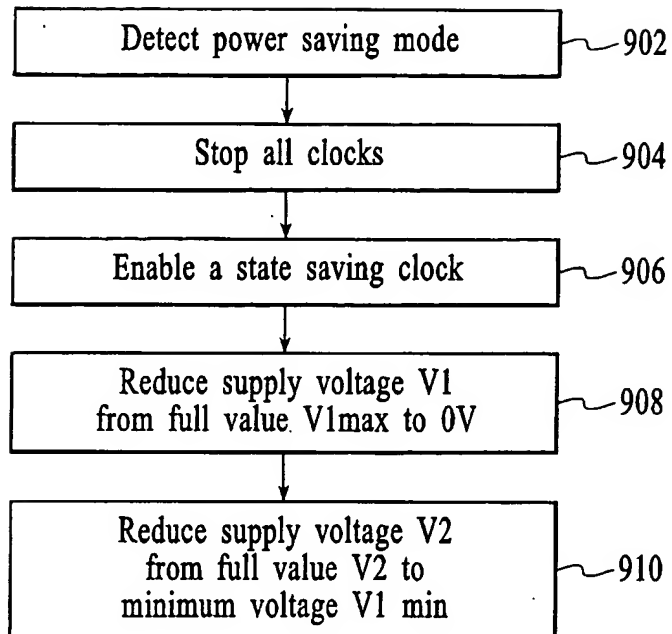 Detect power saving mode
902
Stop all clocks
904
Enable a state saving clock
906
Reduce supply voltage V1
from full value V1max to 0V
908
Reduce supply voltage V2
from full value V2 to
minimum voltage V1 min
910